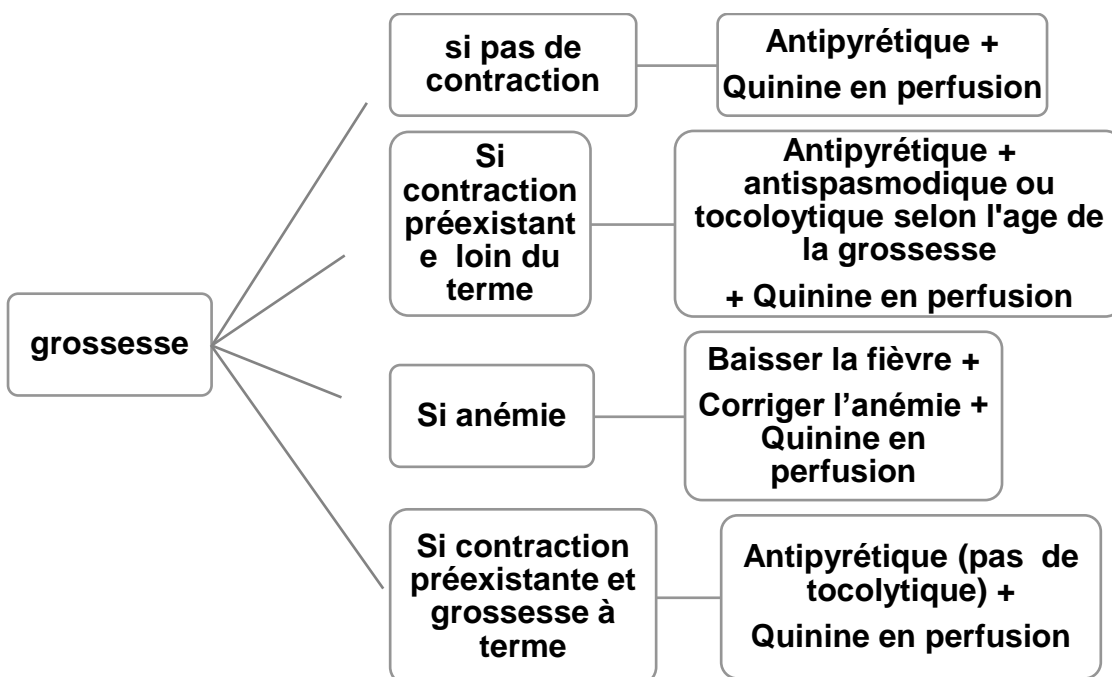 si pas de
contraction
Antipyrétique +
Quinine en perfusion
Si
contraction
préexistant
e loin du
terme
Antipyrétique +
antispasmodique ou
tocoloytique selon l'age de
la grossesse
+ Quinine en perfusion
grossesse
Si anémie
Baisser la fièvre +
Corriger l’anémie +
Quinine en
perfusion
Si contraction
préexistante et
grossesse à
terme
Antipyrétique (pas de
tocolytique) +
Quinine en perfusion